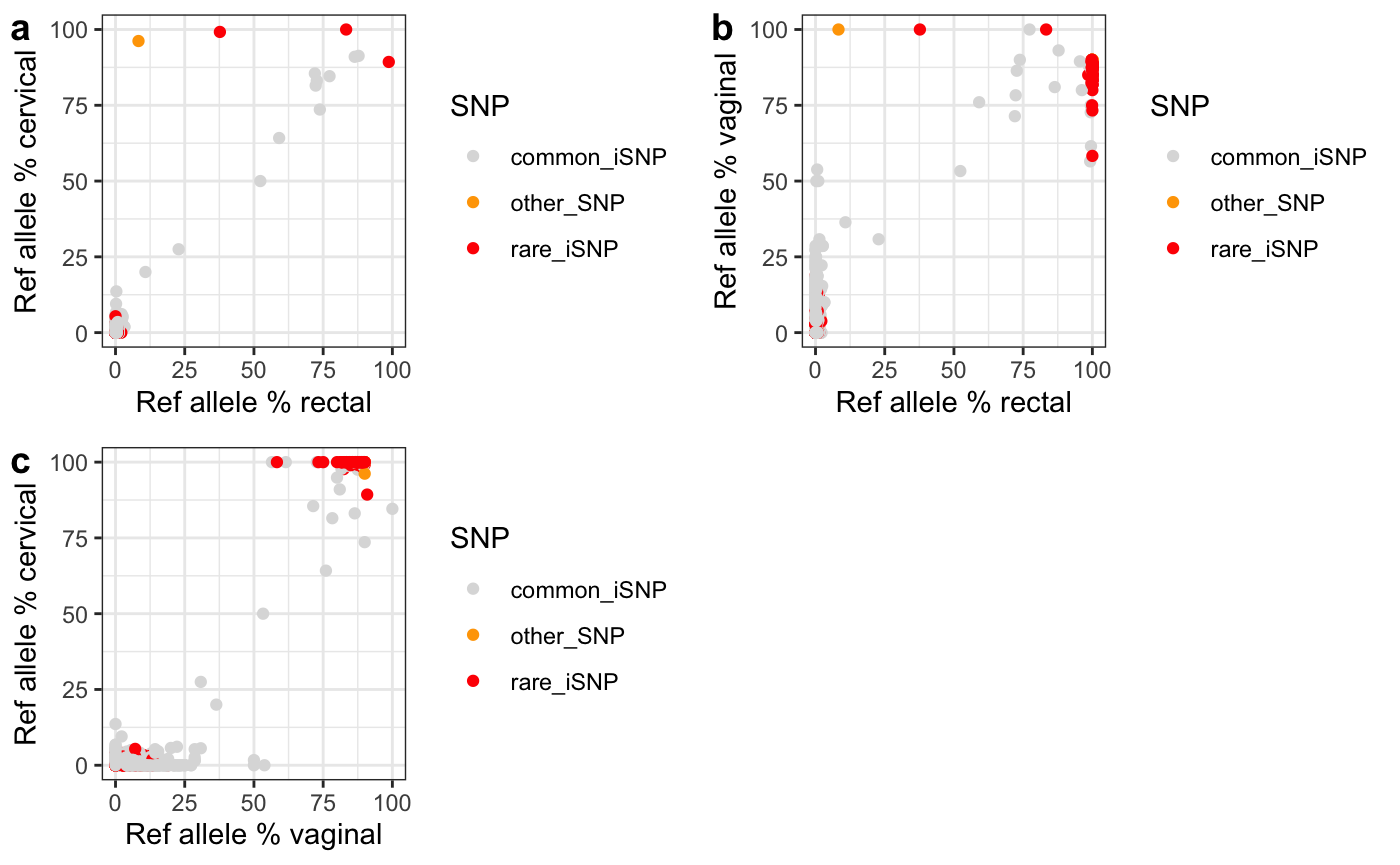 a
Ref allele % cervical
100
75
50
25
0
0 25 50 75 100
Ref allele % rectal
SNP
common_iSNP
other_SNP
rare_iSNP
b
Ref allele % vaginal
100
75
50
25
0
0 25 50 75 100
Ref allele % rectal
SNP
common_iSNP
other_SNP
rare_iSNP
c
Ref allele % cervical
100
75
50
25
0
0 25 50 75 100
Ref allele % vaginal
SNP
common_iSNP
other_SNP
rare_iSNP